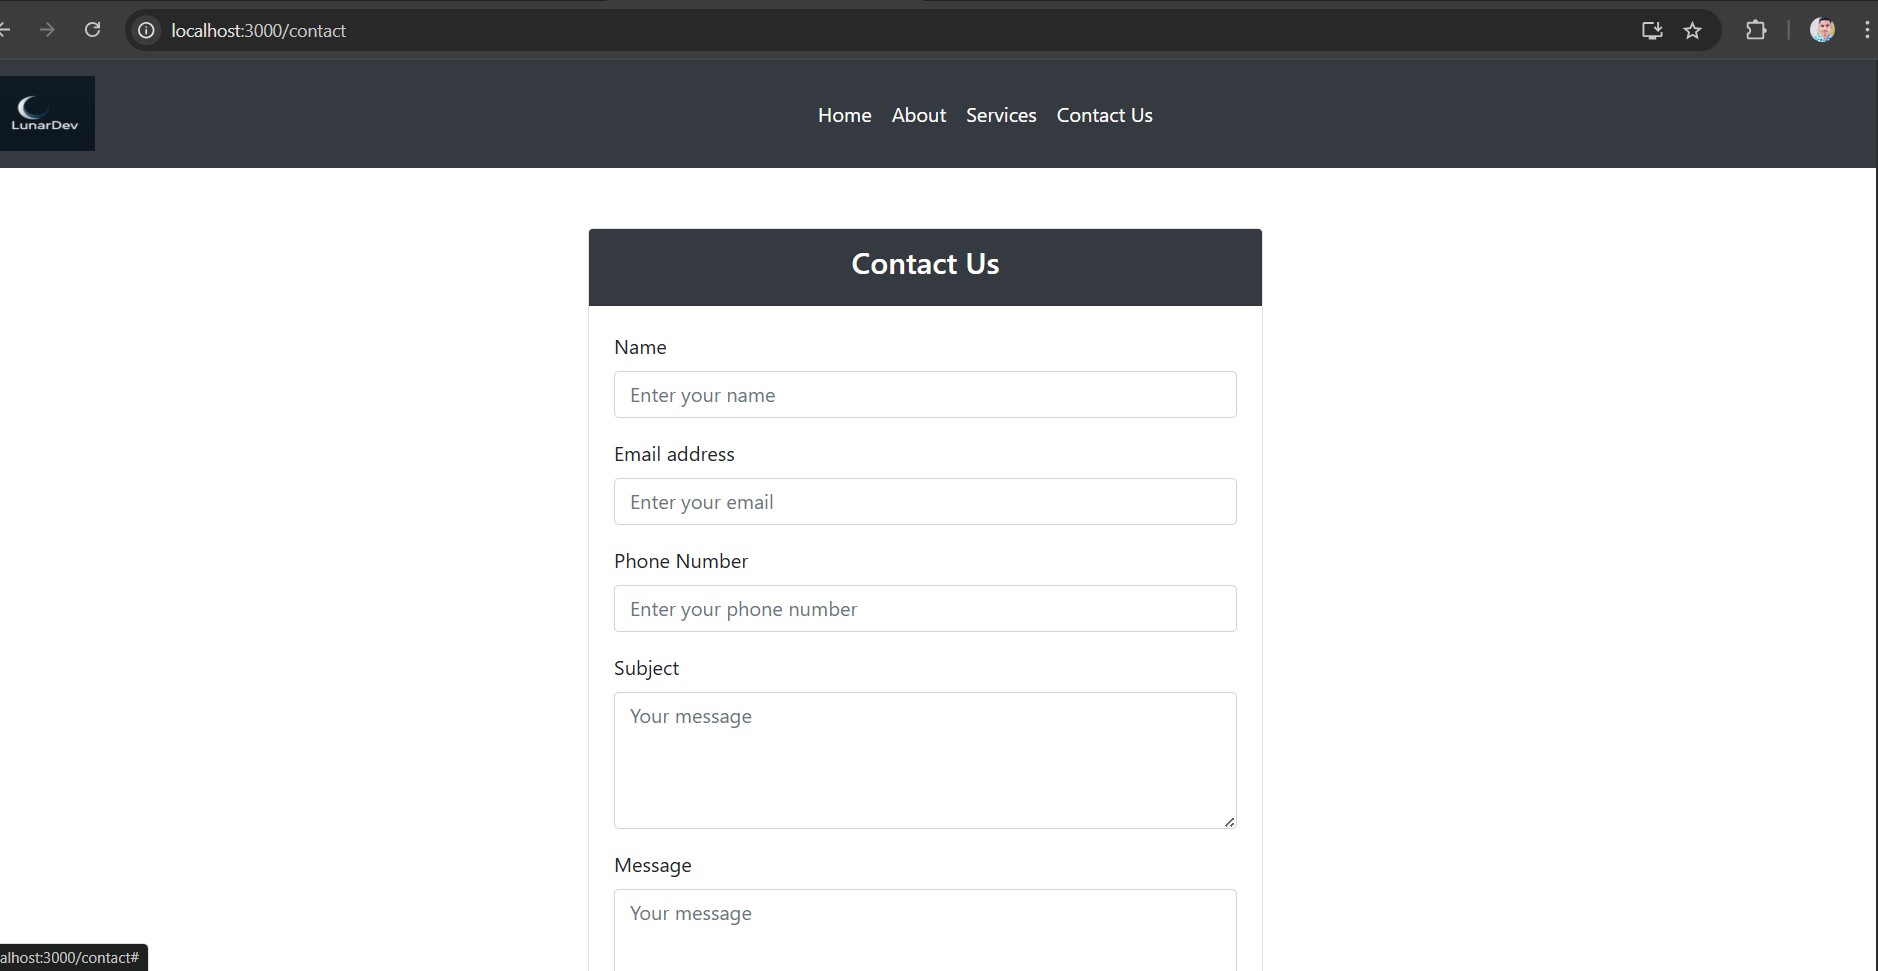 localhost:3000/contact
LunarDev
Home About Services Contact Us
Contact Us
Name
Enter your name
Email address
Enter your email
Phone Number
Enter your phone number
Subject
Your message
Message
Your message
alhost:3000/contact#